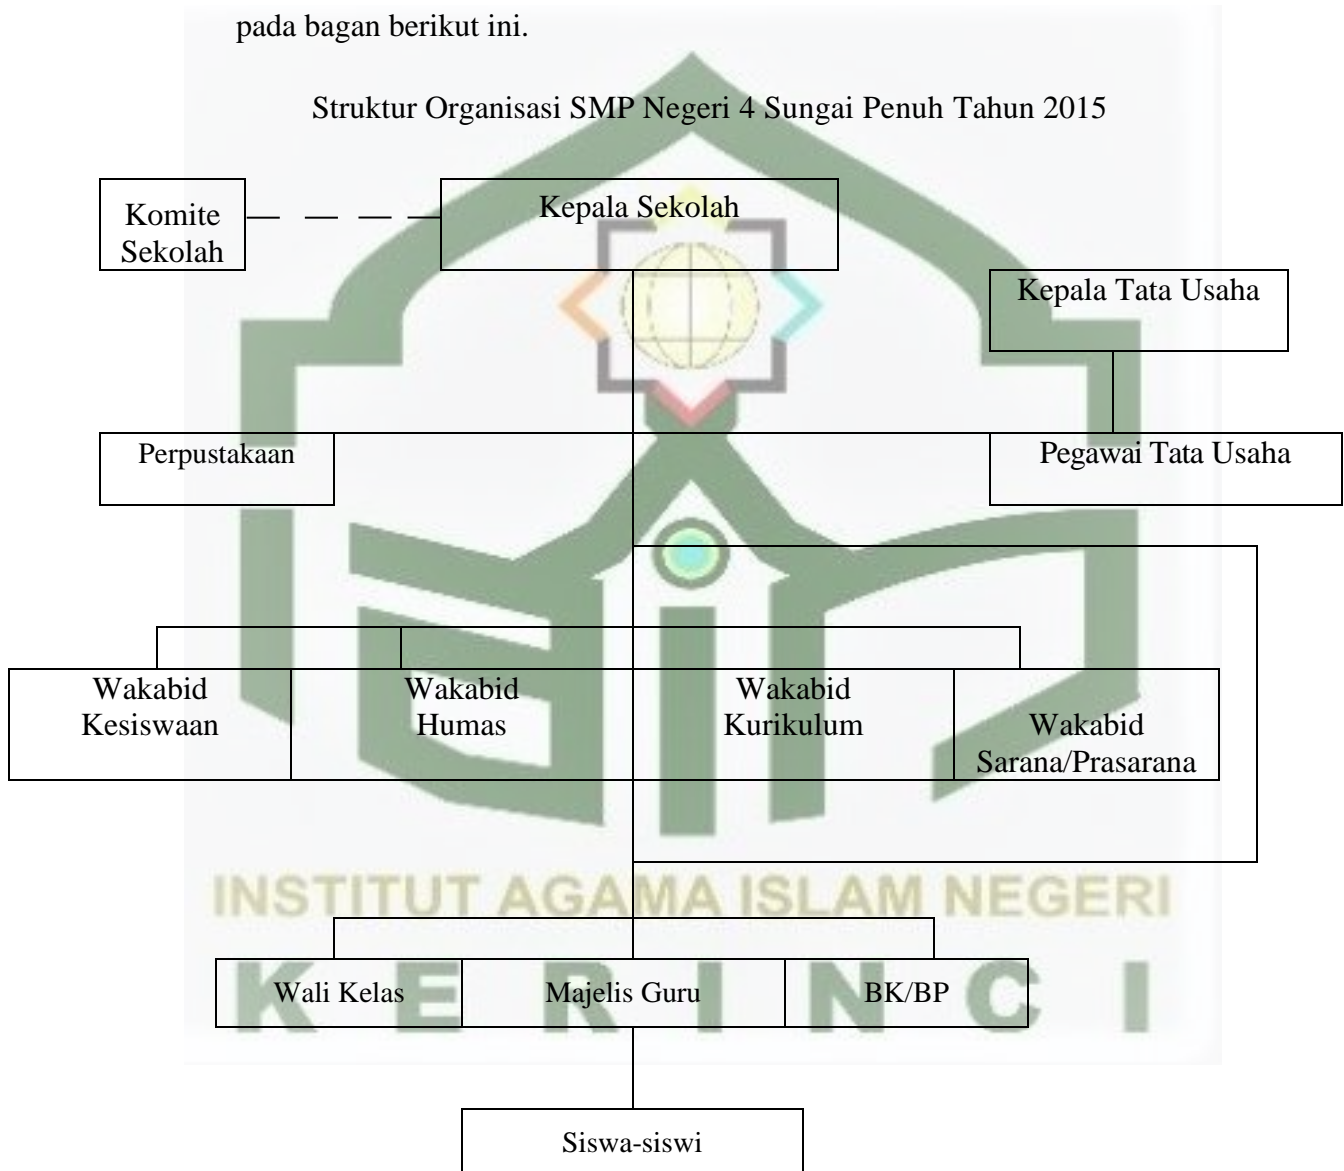 pada bagan berikut ini.
Struktur Organisasi SMP Negeri 4 Sungai Penuh Tahun 2015
Komite
Sekolah
Kepala Sekolah
Kepala Tata Usaha
Perpustakaan
Pegawai Tata Usaha
Wakabid
Kesiswaan
Wakabid
Humas
Wakabid
Kurikulum
Wakabid
Sarana/Prasarana
INSTITUT AGAMA ISLAM NEGERI
Wali Kelas
Majelis Guru
BK/BP
KERINCI
Siswa-siswi